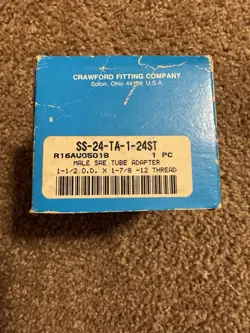 CRAWFORD FITTING COMPANY
Solon, Ohio 44139 U.S.A.
SS-24-TA-1-24ST
R16AU0501B 1 PC
MALE SAE TUBE ADAPTER
1-1/2 O.D. X 1-7/8 -12 THREAD